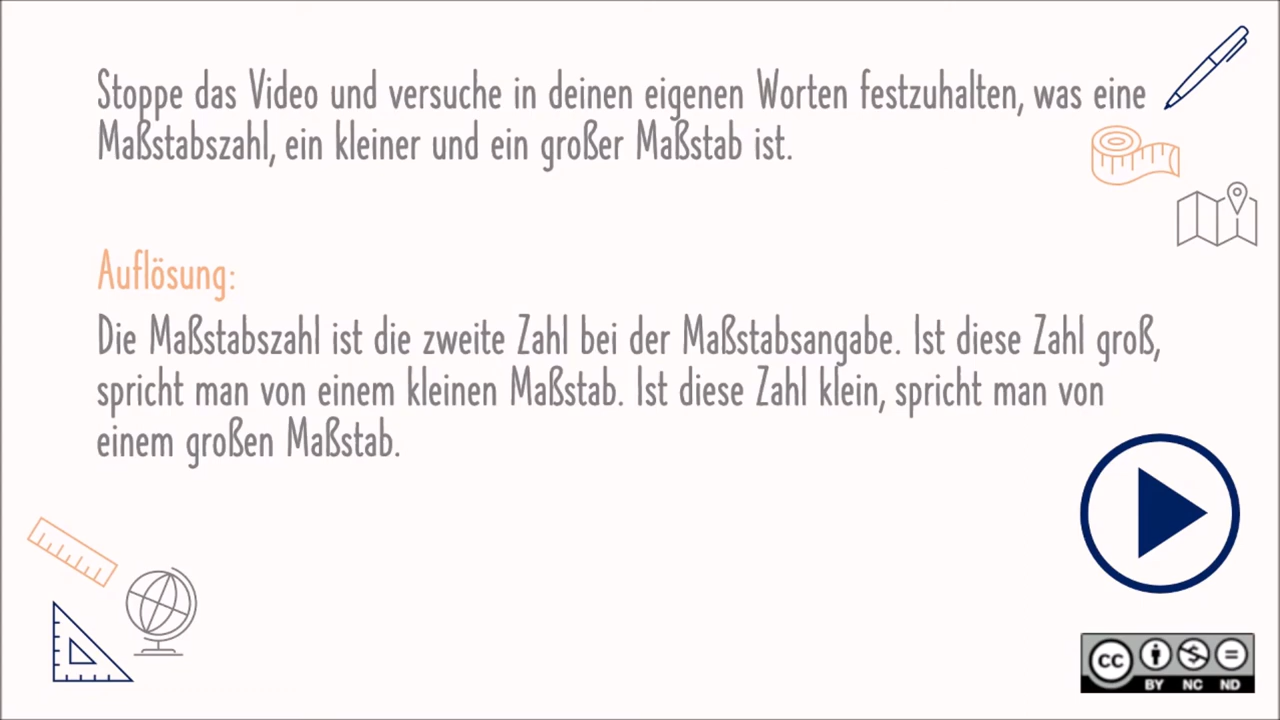 Stoppe das Video und versuche in deinen eigenen Worten festzuhalten, was eine
Maßstabszahl, ein kleiner und ein großer Maßstab ist.
Auflösung:
Die Maßstabszahl ist die zweite Zahl bei der Maßstabsangabe. Ist diese Zahl groß,
spricht man von einem kleinen Maßstab. Ist diese Zahl klein, spricht man von
einem großen Maßstab.
CC BY NC ND